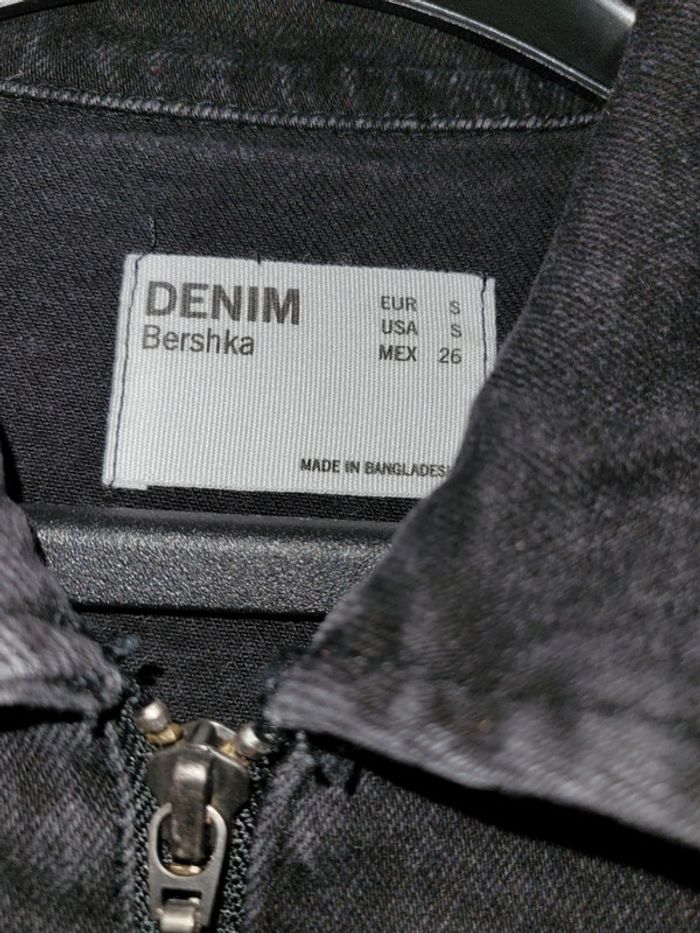 DENIM
Bershka
EUR S
USA S
MEX 26
MADE IN BANGLADES